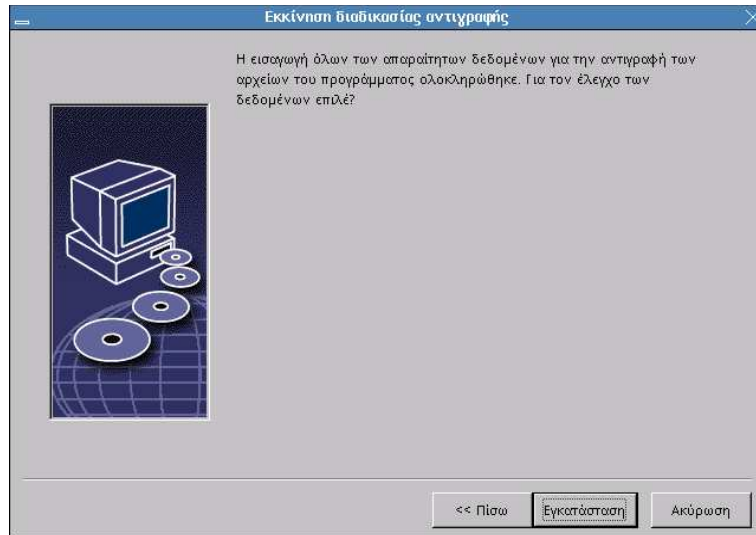 Εκκίνηση διαδικασίας αντιγραφής
Η εισαγωγή όλων των απαραίτητων δεδομένων για την αντιγραφή των
αρχείων του προγράμματος ολοκληρώθηκε. Για τον έλεγχο των
δεδομένων επιλέ?
<< Πίσω
Εγκατάσταση
Ακύρωση